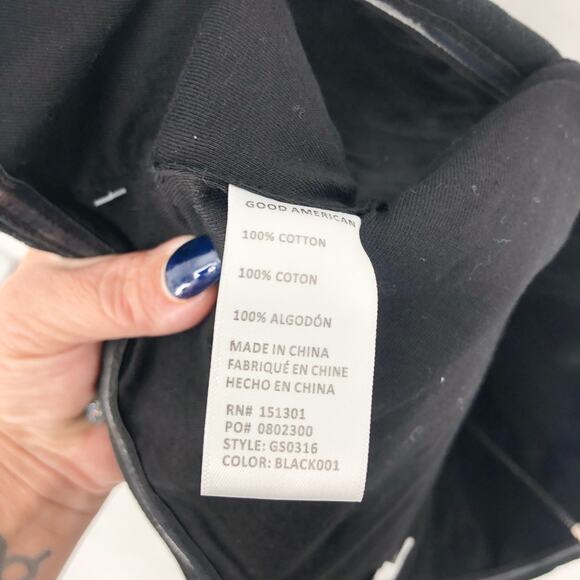 GOOD AMERICAN
100% COTTON
100% COTON
100% ALGODÓN
MADE IN CHINA
FABRIQUÉ EN CHINE
HECHO EN CHINA
RN# 151301
PO# 0802300
STYLE: GS0316
COLOR: BLACK001